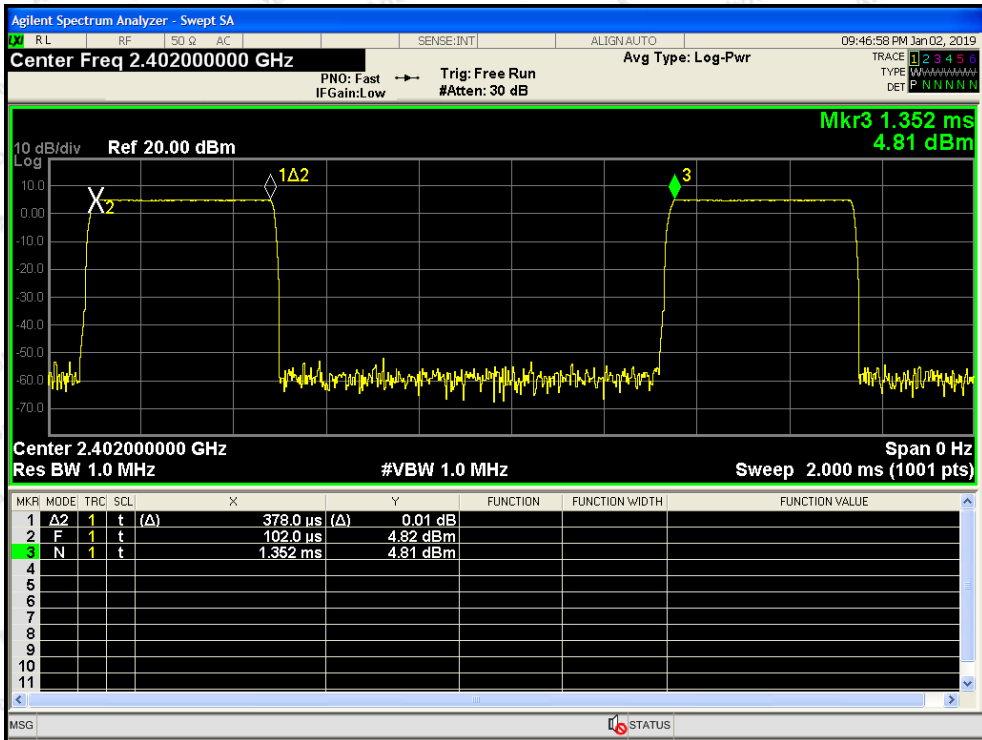 Agilent Spectrum Analyzer - Swept SA
LXI RL RF 50 Ω AC SENSE:INT ALIGN AUTO 09:46:58 PM Jan 02, 2019
Center Freq 2.402000000 GHz
PNO: Fast
IFGain:Low
Trig: Free Run
#Atten: 30 dB
Avg Type: Log-Pwr
TRACE 1 2 3 4 5 6
TYPE W
DET P N N N N N
Mkr3 1.352 ms
4.81 dBm
10 dB/div Ref 20.00 dBm
Log
10.0
0.00
-10.0
-20.0
-30.0
-40.0
-50.0
-60.0
-70.0
X2
1Δ2
3
Center 2.402000000 GHz Span 0 Hz
Res BW 1.0 MHz #VBW 1.0 MHz Sweep 2.000 ms (1001 pts)
MKR MODE TRC SCL X Y FUNCTION FUNCTION WIDTH FUNCTION VALUE
1 Δ2 1 t (Δ) 378.0 µs (Δ) 0.01 dB
2 F 1 t 102.0 µs 4.82 dBm
3 N 1 t 1.352 ms 4.81 dBm
4
5
6
7
8
9
10
11
MSG STATUS